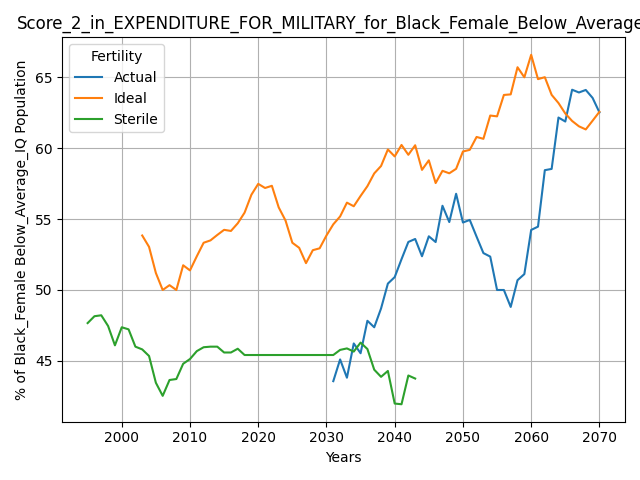 Score_2_in_EXPENDITURE_FOR_MILITARY_for_Black_Female_Below_Average
Fertility
Actual
Ideal
Sterile
% of Black_Female Below_Average_IQ Population
65
60
55
50
45
2000 2010 2020 2030 2040 2050 2060 2070
Years